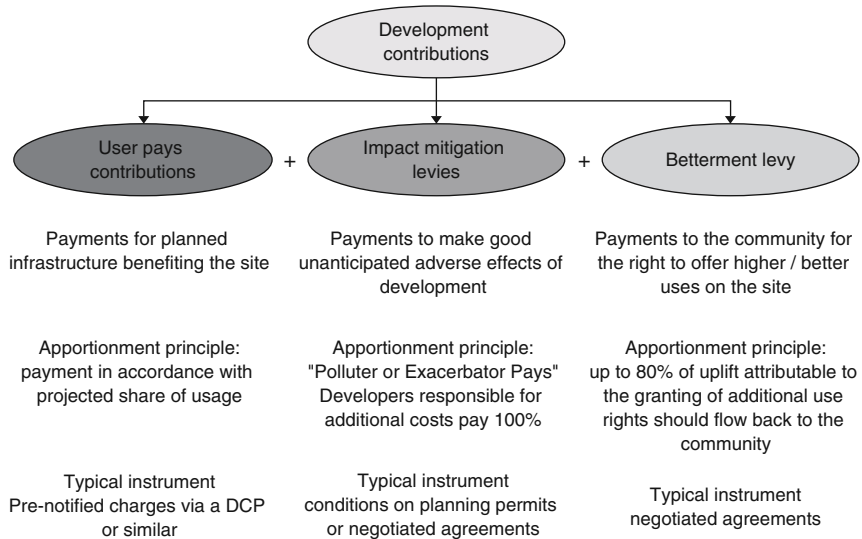 Development
contributions
User pays
contributions
+
Impact mitigation
levies
+
Betterment levy
Payments for planned
infrastructure benefiting the site
Payments to make good
unanticipated adverse effects of
development
Payments to the community for
the right to offer higher / better
uses on the site
Apportionment principle:
payment in accordance with
projected share of usage
Apportionment principle:
"Polluter or Exacerbator Pays"
Developers responsible for
additional costs pay 100%
Apportionment principle:
up to 80% of uplift attributable to
the granting of additional use
rights should flow back to the
community
Typical instrument
Pre-notified charges via a DCP
or similar
Typical instrument
conditions on planning permits
or negotiated agreements
Typical instrument
negotiated agreements